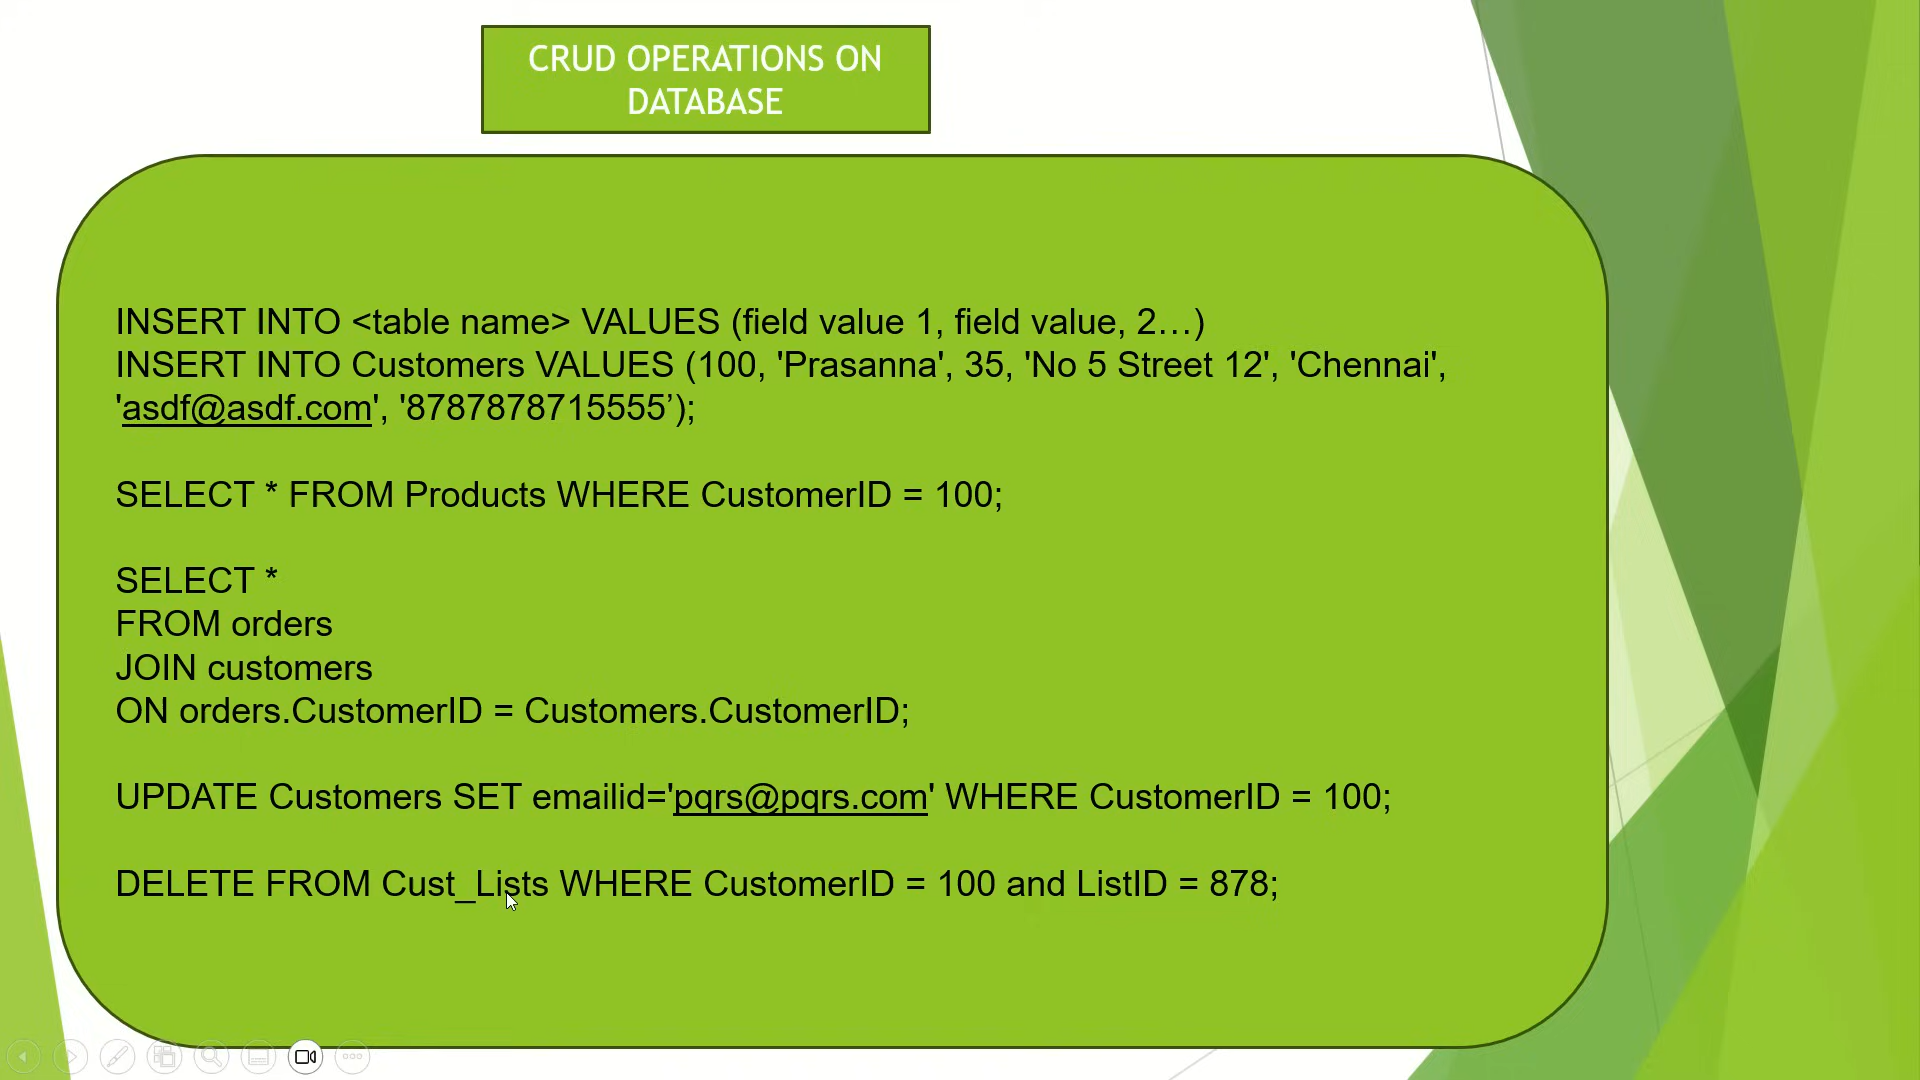 CRUD OPERATIONS ON
DATABASE
INSERT INTO <table name> VALUES (field value 1, field value, 2…)
INSERT INTO Customers VALUES (100, 'Prasanna', 35, 'No 5 Street 12', 'Chennai',
'asdf@asdf.com', '8787878715555’);
SELECT * FROM Products WHERE CustomerID = 100;
SELECT *
FROM orders
JOIN customers
ON orders.CustomerID = Customers.CustomerID;
UPDATE Customers SET emailid='pqrs@pqrs.com' WHERE CustomerID = 100;
DELETE FROM Cust_Lists WHERE CustomerID = 100 and ListID = 878;